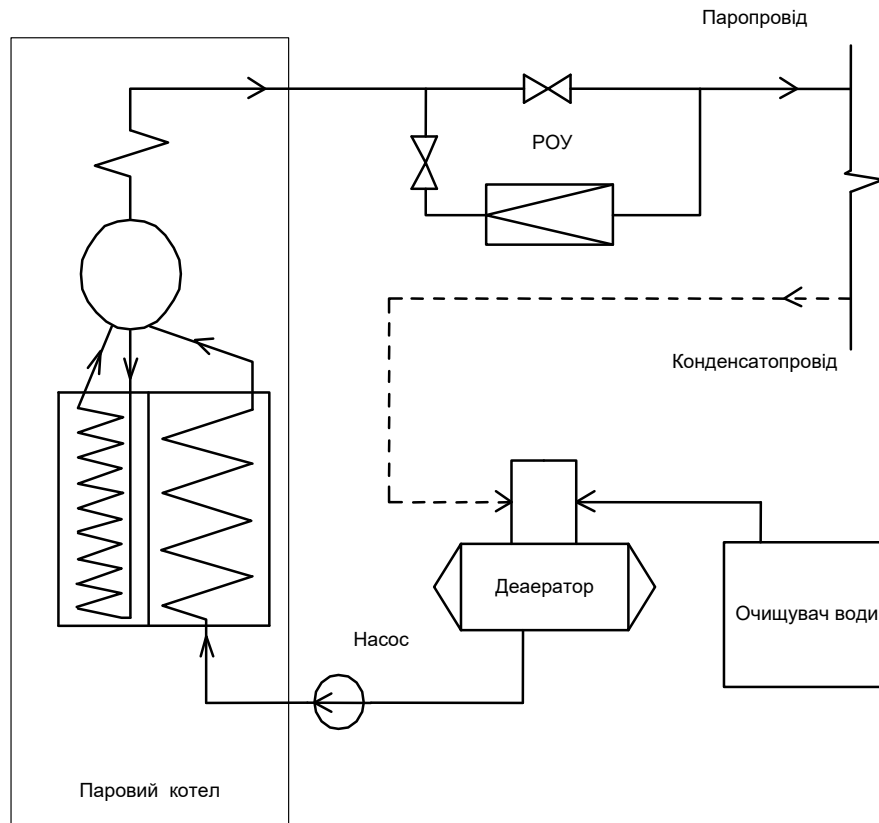 Паропровід
РОУ
Конденсатопровід
Деаератор
Очищувач води
Насос
Паровий котел